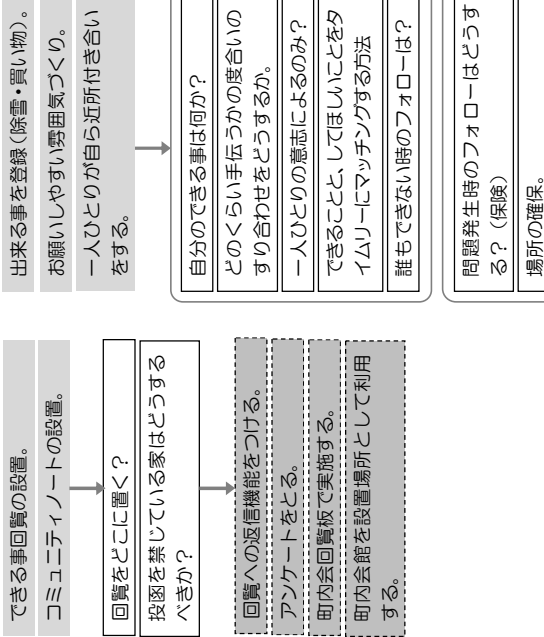 できる事回覧の設置。
コミュニティノートの設置。
回覧をどこに置く？
投函を禁じている家はどうする
べきか？
回覧への返信機能をつける。
アンケートをとる。
町内会回覧板で実施する。
町内会館を設置場所として利用
する。
出来る事を登録（除雪・買い物）。
お願いしやすい雰囲気づくり。
一人ひとりが自ら近所付き合い
をする。
自分のできる事は何か？
どのくらい手伝うかの度合いの
すり合わせをどうするか。
一人ひとりの意志によるのみ？
できることと、してほしいことをタ
イムリーにマッチングする方法
誰もできない時のフォローは？
問題発生時のフォローはどうす
る？（保険）
場所の確保。